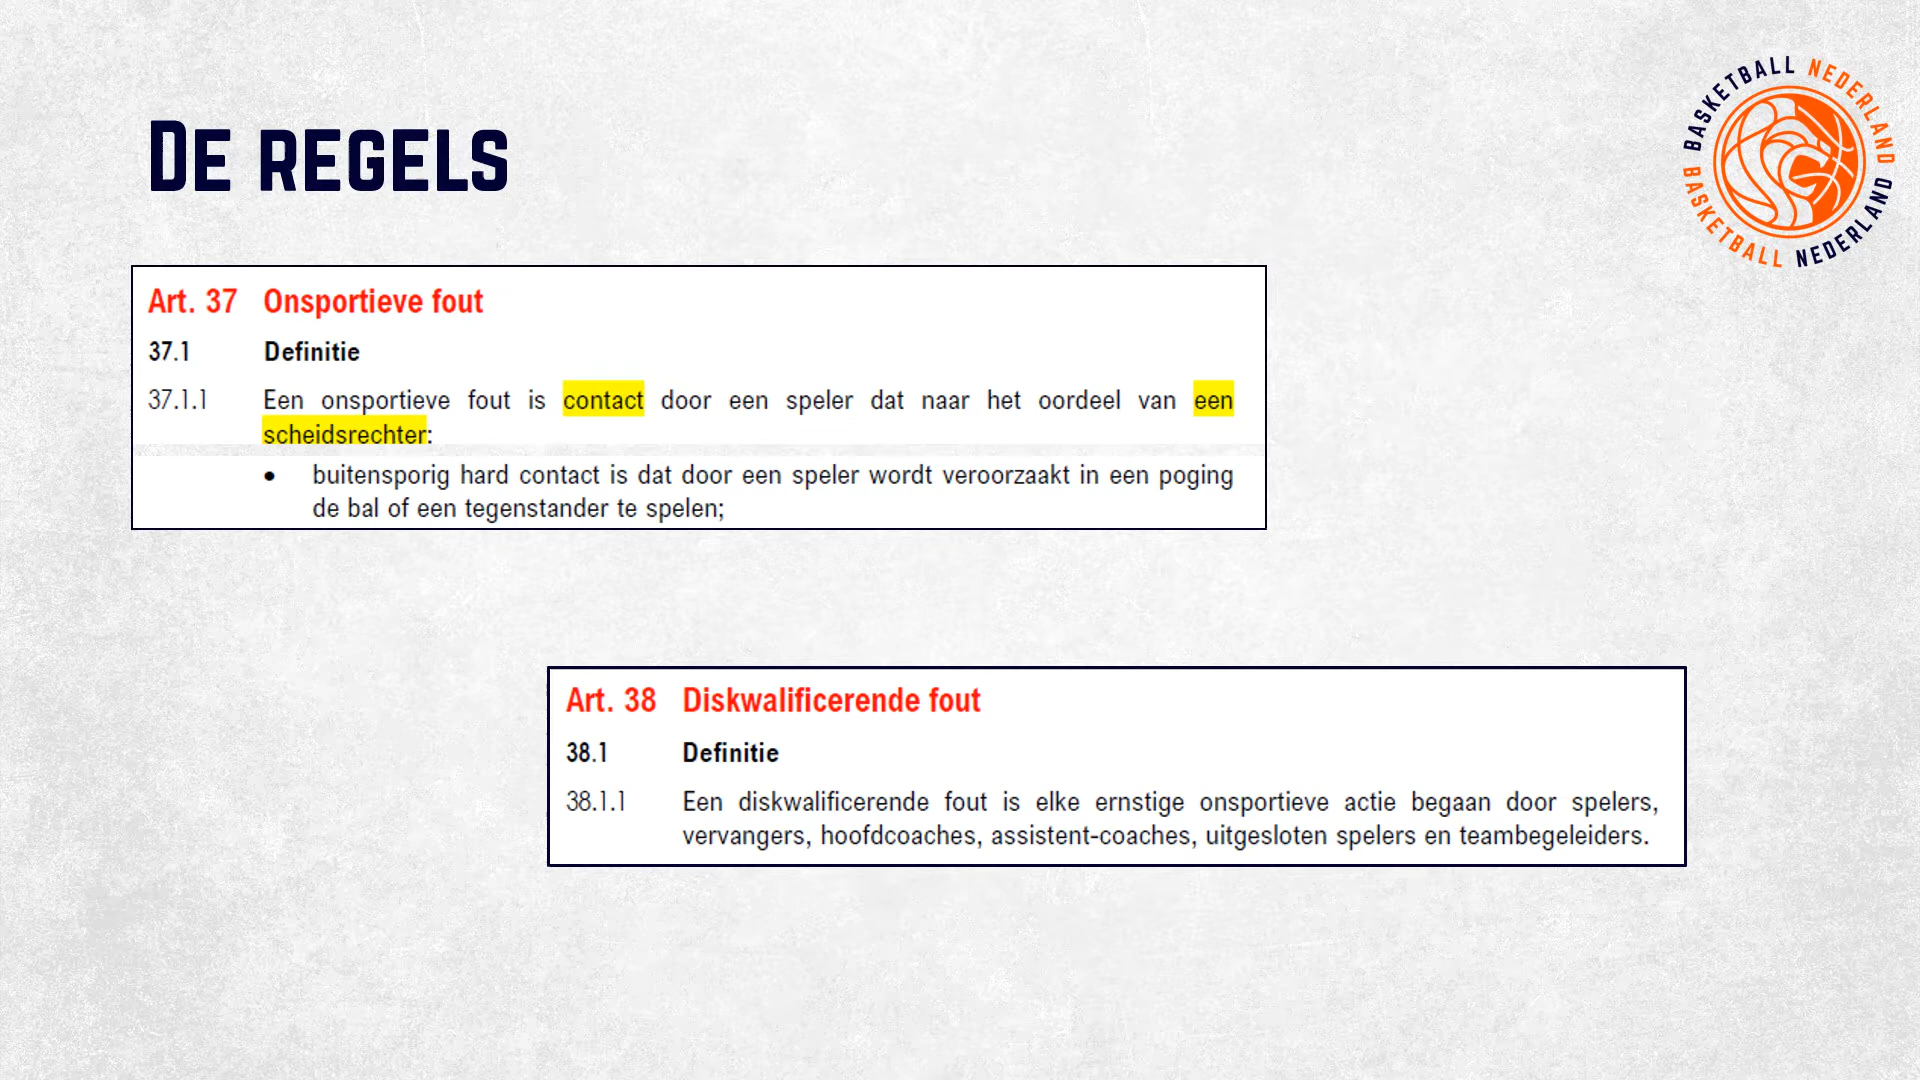 De regels
BASKETBALL NEDERLAND
BASKETBALL NEDERLAND
Art. 37 Onsportieve fout
37.1 Definitie
37.1.1 Een onsportieve fout is contact door een speler dat naar het oordeel van een
scheidsrechter:
• buitensporig hard contact is dat door een speler wordt veroorzaakt in een poging
de bal of een tegenstander te spelen;
Art. 38 Diskwalificerende fout
38.1 Definitie
38.1.1 Een diskwalificerende fout is elke ernstige onsportieve actie begaan door spelers,
vervangers, hoofdcoaches, assistent-coaches, uitgesloten spelers en teambegeleiders.